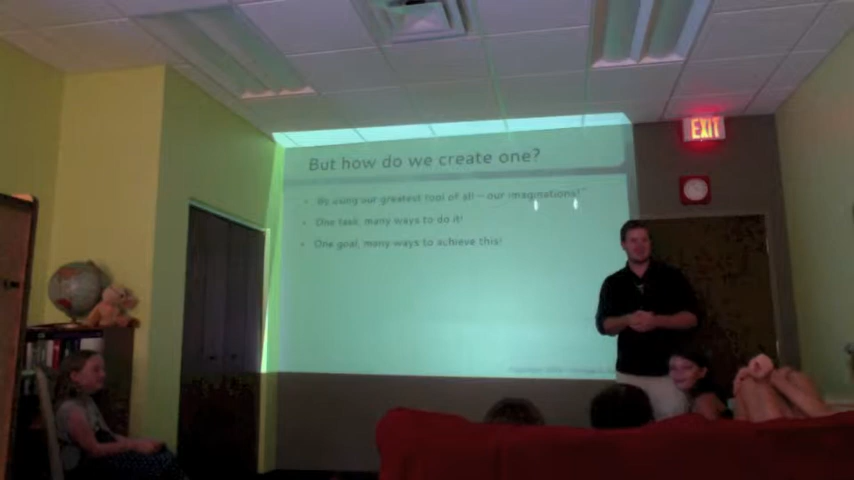 But how do we create one?
By using our greatest tool of all – our imaginations!
One task, many ways to do it!
One goal, many ways to achieve this!
EXIT